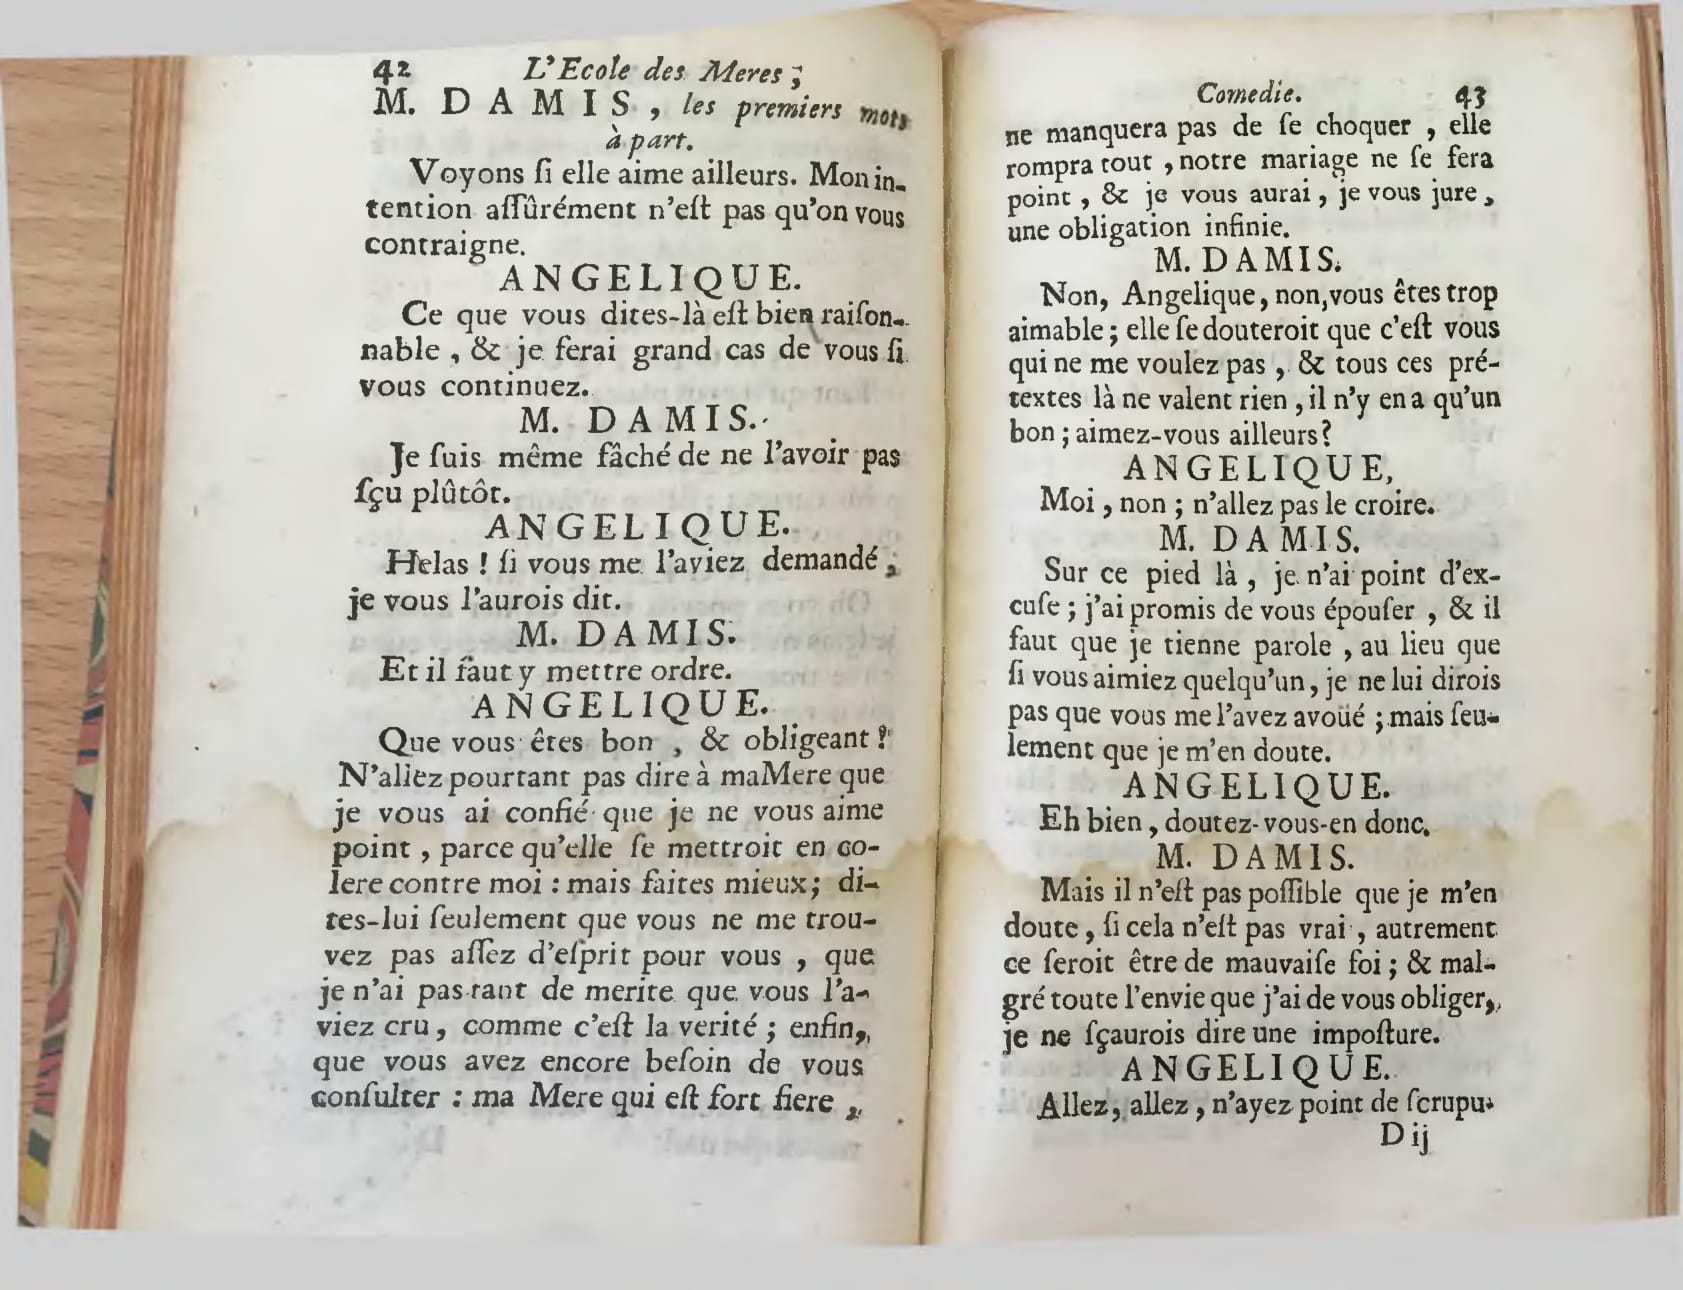 42 L'Ecole des Meres ;
M. DAMIS, les premiers mots
à part.
Voyons ſi elle aime ailleurs. Mon in-
tention aſſûrément n'eſt pas qu'on vous
contraigne.
ANGELIQUE.
Ce que vous dites-là eſt bien raiſon-
nable , & je ferai grand cas de vous ſi
vous continuez.
M. DAMIS.
Je ſuis même fâché de ne l'avoir pas
ſçu plûtôt.
ANGELIQUE.
Helas ! ſi vous me l'aviez demandé ;
je vous l'aurois dit.
M. DAMIS.
Et il faut y mettre ordre.
ANGELIQUE.
Que vous êtes bon , & obligeant !
N'allez pourtant pas dire à ma Mere que
je vous ai confié que je ne vous aime
point , parce qu'elle ſe mettroit en co-
lere contre moi : mais faites mieux ; di-
tes-lui ſeulement que vous ne me trou-
vez pas aſſez d'eſprit pour vous , que
je n'ai pas tant de merite que vous l'a-
viez cru , comme c'eſt la verité ; enfin,
que vous avez encore beſoin de vous
conſulter : ma Mere qui eſt fort fiere ,
Comedie. 43
ne manquera pas de ſe choquer , elle
rompra tout , notre mariage ne ſe fera
point , & je vous aurai , je vous jure ,
une obligation infinie.
M. DAMIS.
Non, Angelique, non, vous êtes trop
aimable ; elle ſe douteroit que c'eſt vous
qui ne me voulez pas , & tous ces pré-
textes là ne valent rien , il n'y en a qu'un
bon ; aimez-vous ailleurs ?
ANGELIQUE,
Moi , non ; n'allez pas le croire.
M. DAMIS.
Sur ce pied là , je n'ai point d'ex-
cuſe ; j'ai promis de vous épouſer , & il
faut que je tienne parole , au lieu que
ſi vous aimiez quelqu'un , je ne lui dirois
pas que vous me l'avez avoüé ; mais ſeu-
lement que je m'en doute.
ANGELIQUE.
Eh bien , doutez-vous-en donc.
M. DAMIS.
Mais il n'eſt pas poſſible que je m'en
doute , ſi cela n'eſt pas vrai , autrement
ce ſeroit être de mauvaiſe foi ; & mal-
gré toute l'envie que j'ai de vous obliger,
je ne ſçaurois dire une impoſture.
ANGELIQUE.
Allez, allez , n'ayez point de ſcrupu-
D ij